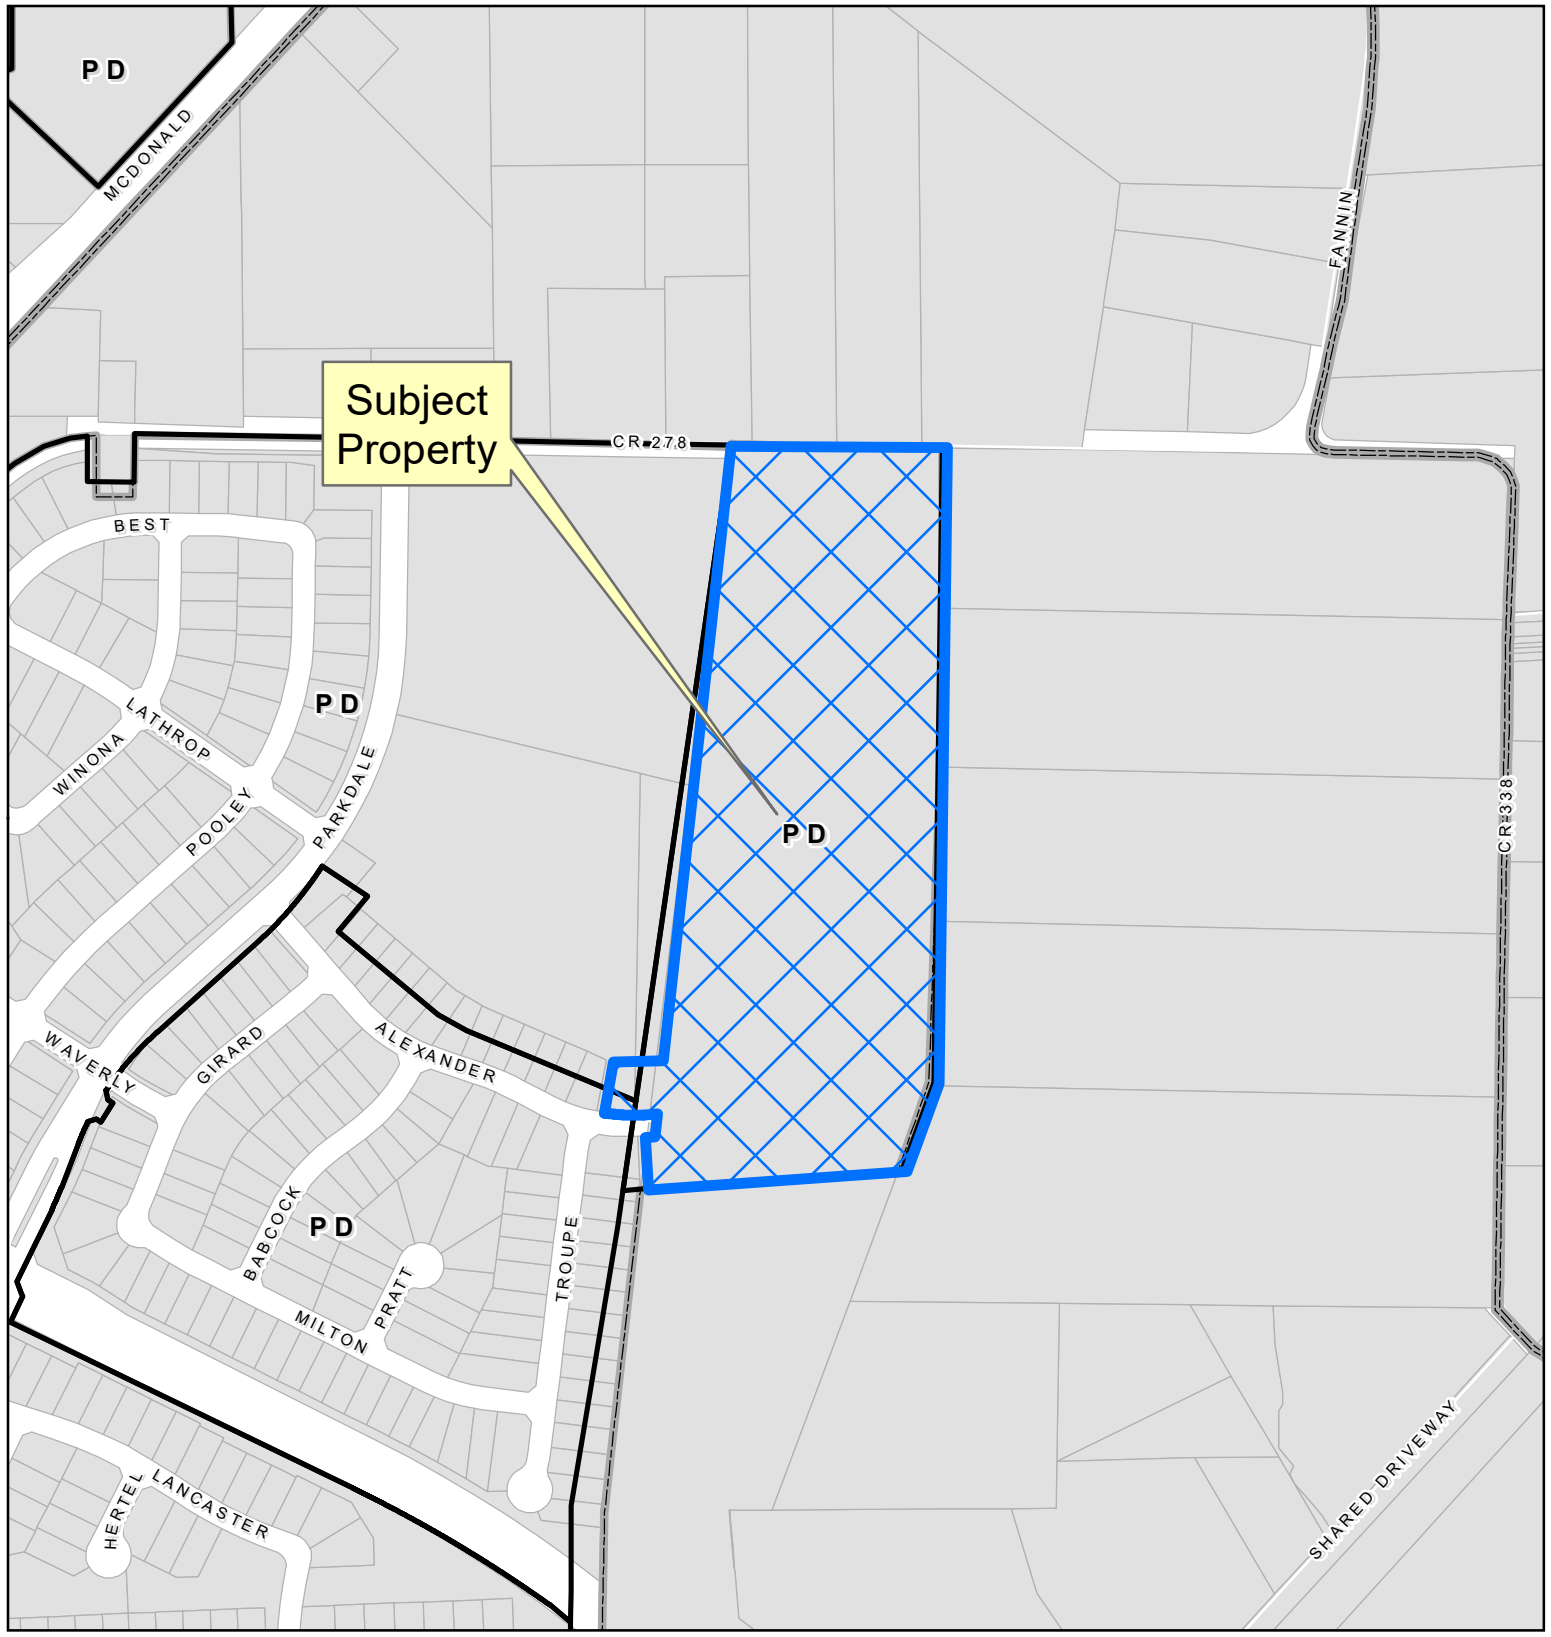 P D
MCDONALD
FANNIN
Subject
Property
CR 278
BEST
P D
LATHROP
WINONA
PARKDALE
POOLEY
P D
CR 338
WAVERLY
GIRARD
ALEXANDER
BABCOCK
P D
TROUPE
PRATT
MILTON
SHARED DRIVEWAY
HERTEL
LANCASTER